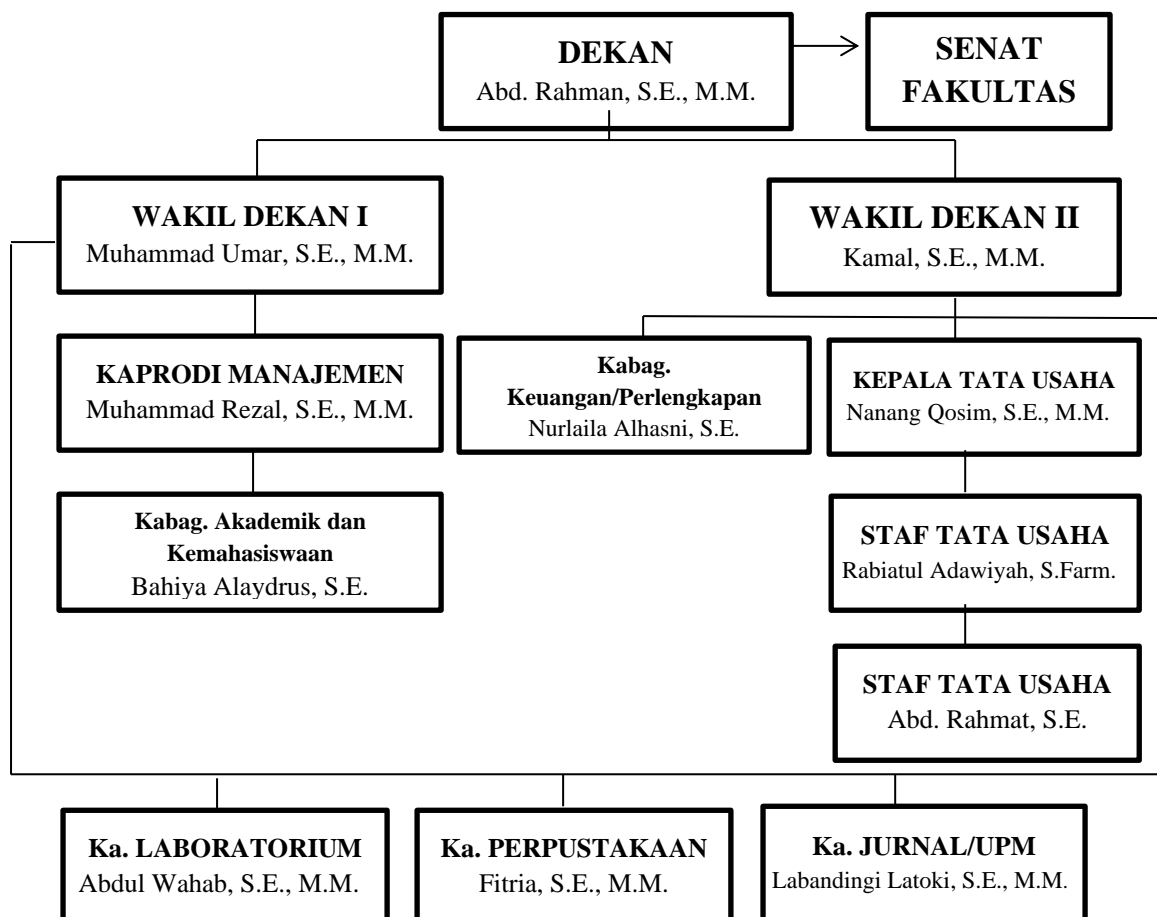 DEKAN
Abd. Rahman, S.E., M.M.
SENAT
FAKULTAS
WAKIL DEKAN I
Muhammad Umar, S.E., M.M.
WAKIL DEKAN II
Kamal, S.E., M.M.
KAPRODI MANAJEMEN
Muhammad Rezal, S.E., M.M.
Kabag.
Keuangan/Perlengkapan
Nurlaila Alhasni, S.E.
KEPALA TATA USAHA
Nanang Qosim, S.E., M.M.
Kabag. Akademik dan
Kemahasiswaan
Bahiya Alaydrus, S.E.
STAF TATA USAHA
Rabiatul Adawiyah, S.Farm.
STAF TATA USAHA
Abd. Rahmat, S.E.
Ka. LABORATORIUM
Abdul Wahab, S.E., M.M.
Ka. PERPUSTAKAAN
Fitria, S.E., M.M.
Ka. JURNAL/UPM
Labandingi Latoki, S.E., M.M.